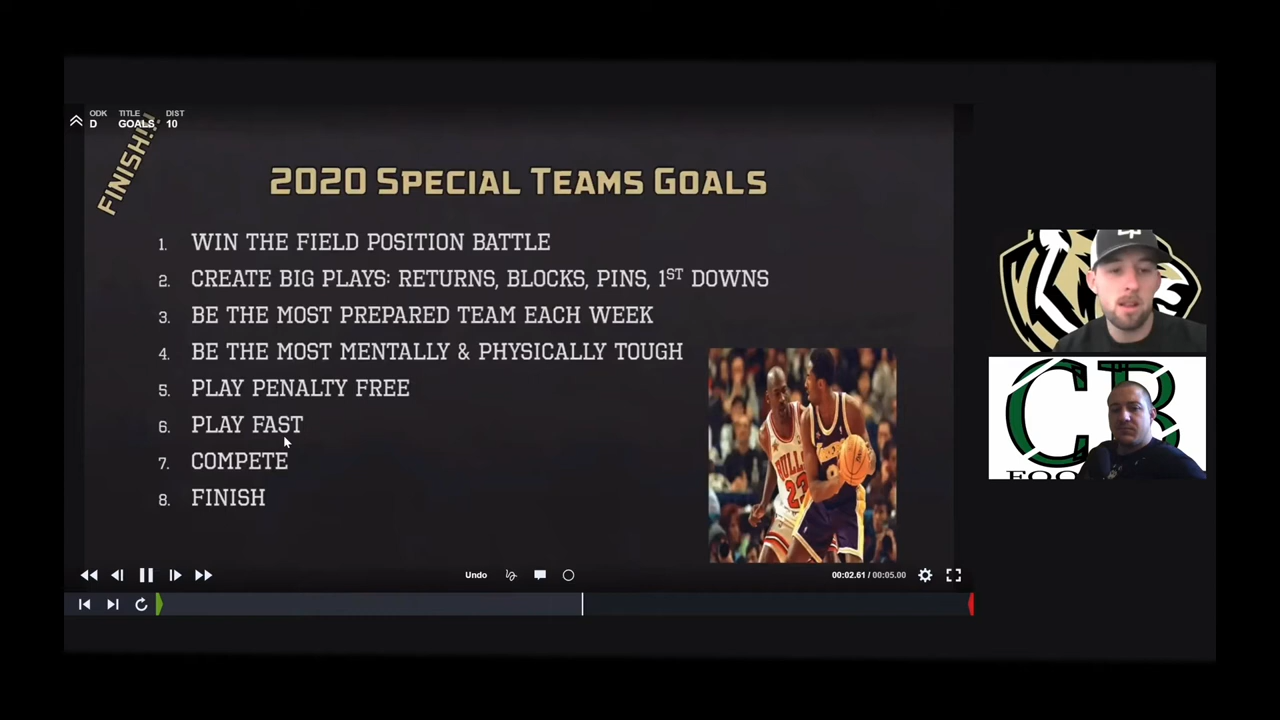 ODK TITLE DIST
D GOALS 10
FINISH!!!
2020 SPECIAL TEAMS GOALS
1. WIN THE FIELD POSITION BATTLE
2. CREATE BIG PLAYS: RETURNS, BLOCKS, PINS, 1ST DOWNS
3. BE THE MOST PREPARED TEAM EACH WEEK
4. BE THE MOST MENTALLY & PHYSICALLY TOUGH
5. PLAY PENALTY FREE
6. PLAY FAST
7. COMPETE
8. FINISH
BULLS
23
CB
Undo
00:02.61 / 00:05.00